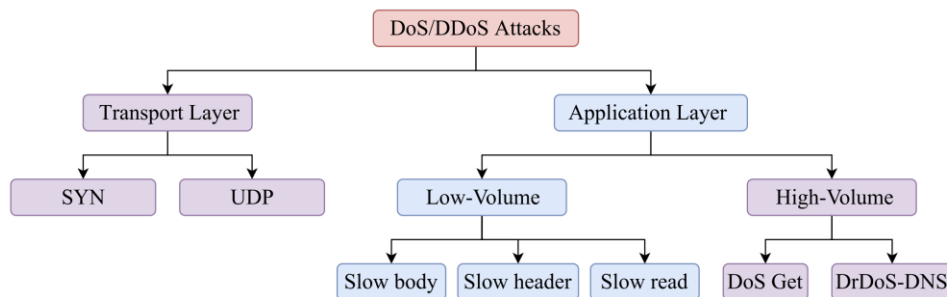 DoS/DDoS Attacks
Transport Layer
Application Layer
SYN
UDP
Low-Volume
High-Volume
Slow body
Slow header
Slow read
DoS Get
DrDoS-DNS